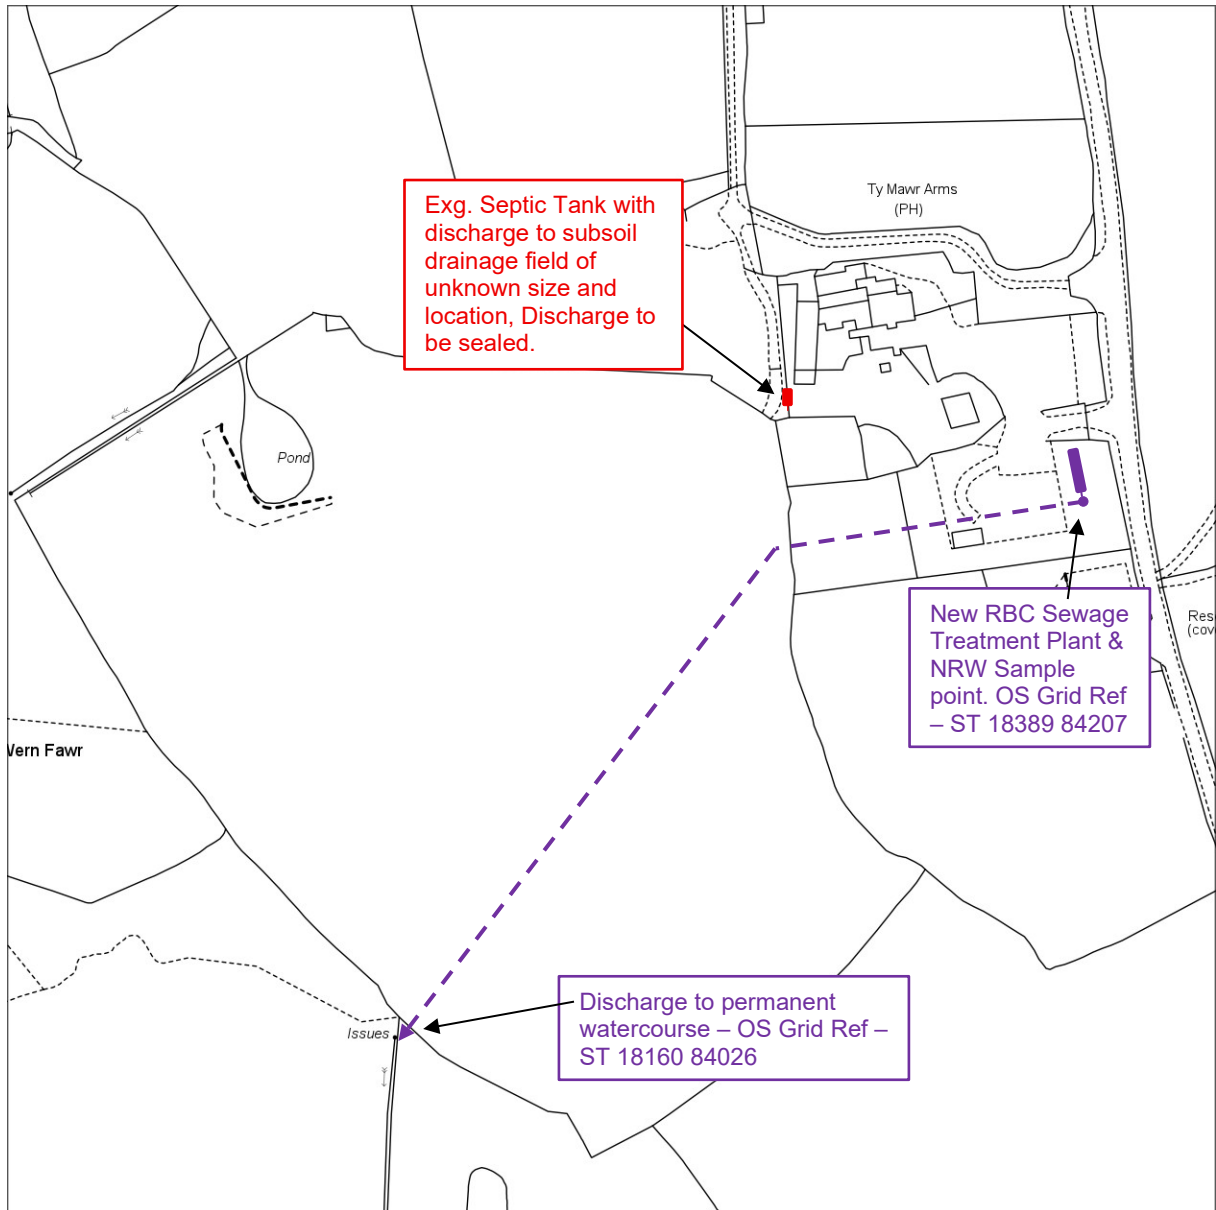 Ty Mawr Arms
(PH)
Exg. Septic Tank with
discharge to subsoil
drainage field of
unknown size and
location, Discharge to
be sealed.
Pond
New RBC Sewage
Treatment Plant &
NRW Sample
point. OS Grid Ref
– ST 18389 84207
Wern Fawr
Discharge to permanent
watercourse – OS Grid Ref –
ST 18160 84026
Issues